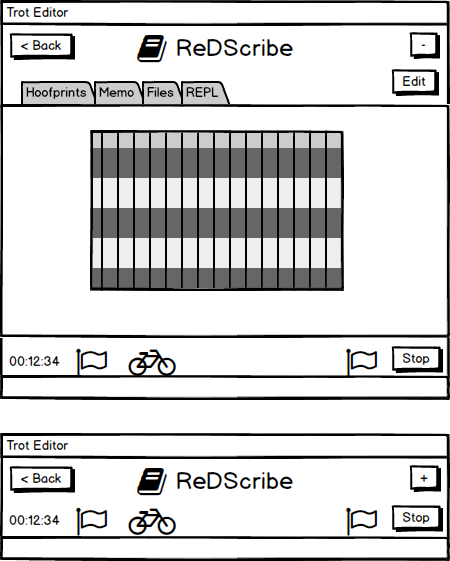 Trot Editor
< Back ReDScribe -
Edit
Hoofprints Memo Files REPL
00:12:34 Stop
Trot Editor
< Back ReDScribe +
00:12:34 Stop